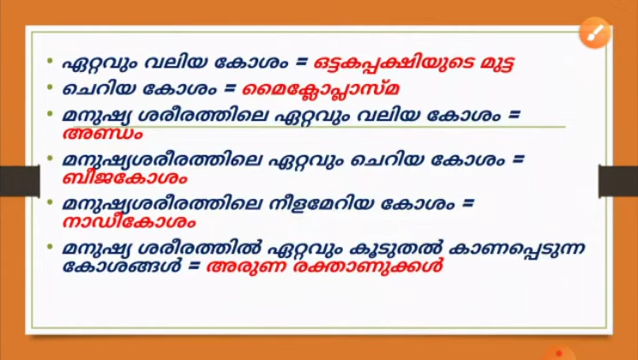 • ഏറ്റവും വലിയ കോശം = ഒട്ടകപ്പക്ഷിയുടെ മുട്ട
• ചെറിയ കോശം = മൈക്ലോപ്ലാസ്മ
• മനുഷ്യ ശരീരത്തിലെ ഏറ്റവും വലിയ കോശം =
അണ്ഡം
• മനുഷ്യശരീരത്തിലെ ഏറ്റവും ചെറിയ കോശം =
ബീജകോശം
• മനുഷ്യശരീരത്തിലെ നീളമേറിയ കോശം =
നാഡീകോശം
• മനുഷ്യ ശരീരത്തിൽ ഏറ്റവും കൂടുതൽ കാണപ്പെടുന്ന
കോശങ്ങൾ = അരുണ രക്താണുക്കൾ